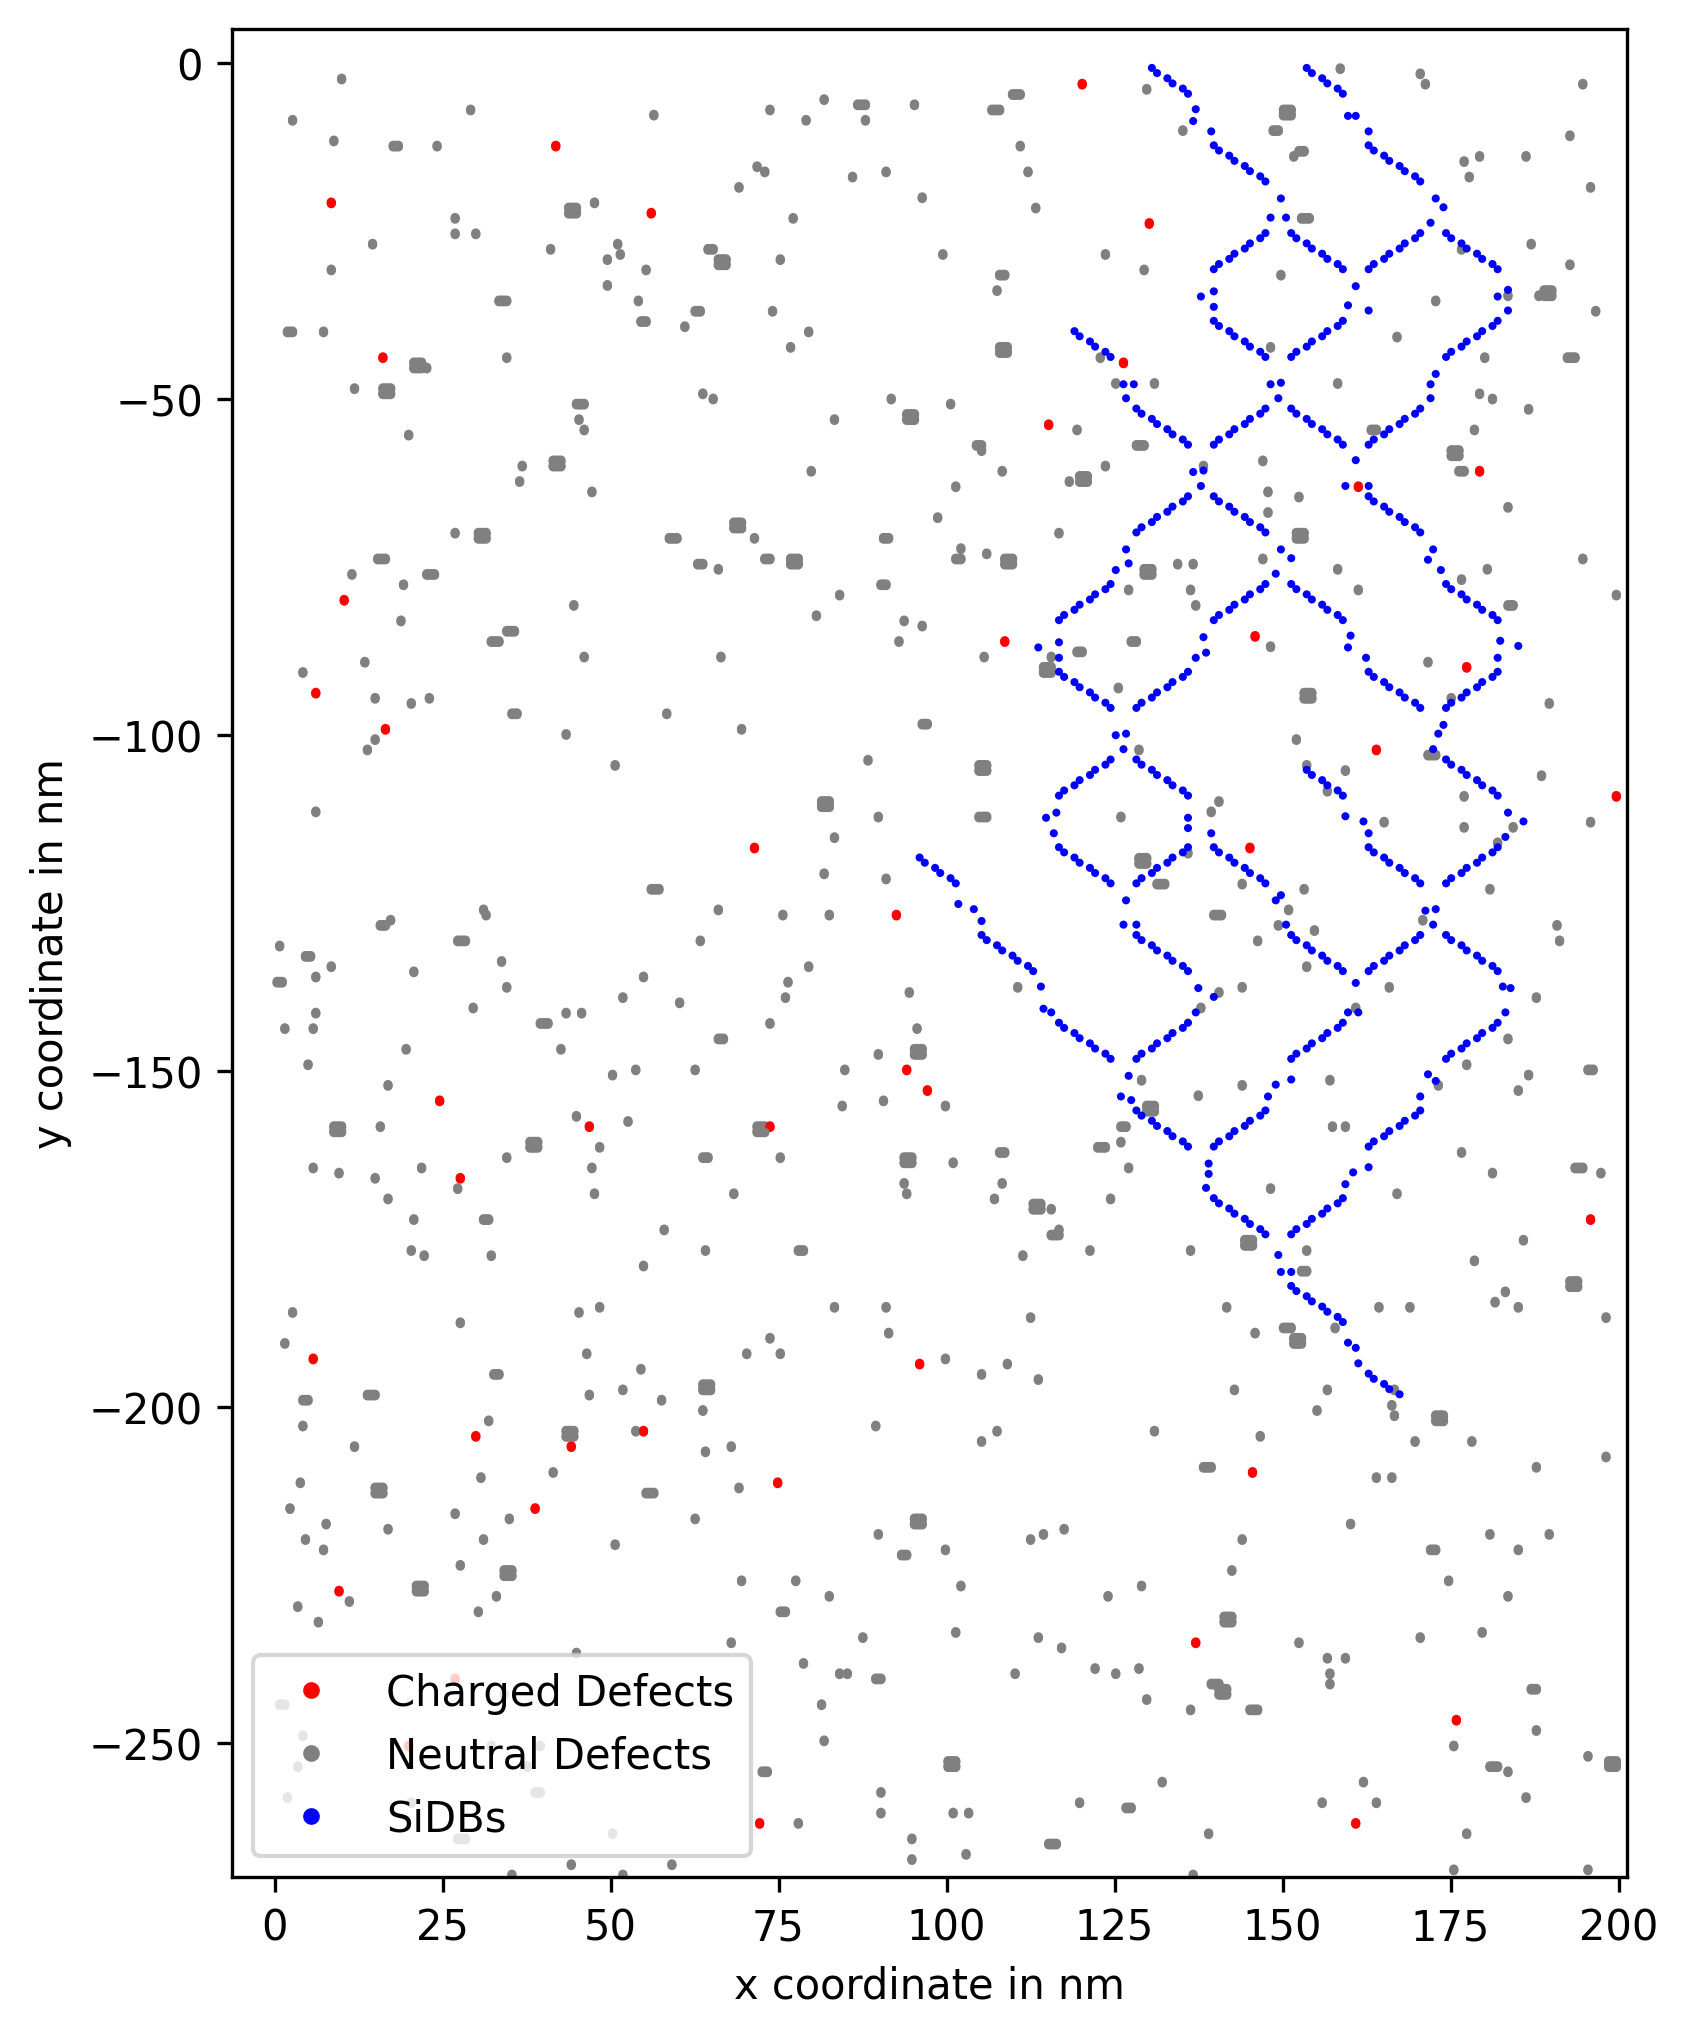 0
−50
−100
−150
−200
−250
y coordinate in nm
Charged Defects
Neutral Defects
SiDBs
0 25 50 75 100 125 150 175 200
x coordinate in nm